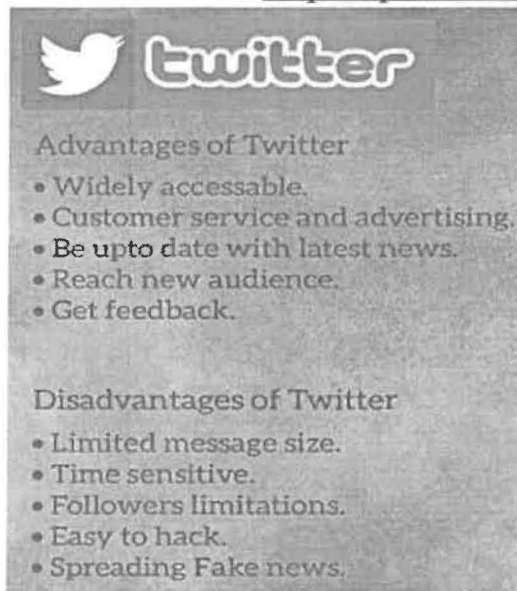 twitter
Advantages of Twitter
• Widely accessable.
• Customer service and advertising.
• Be upto date with latest news.
• Reach new audience.
• Get feedback.
Disadvantages of Twitter
• Limited message size.
• Time sensitive.
• Followers limitations.
• Easy to hack.
• Spreading Fake news.